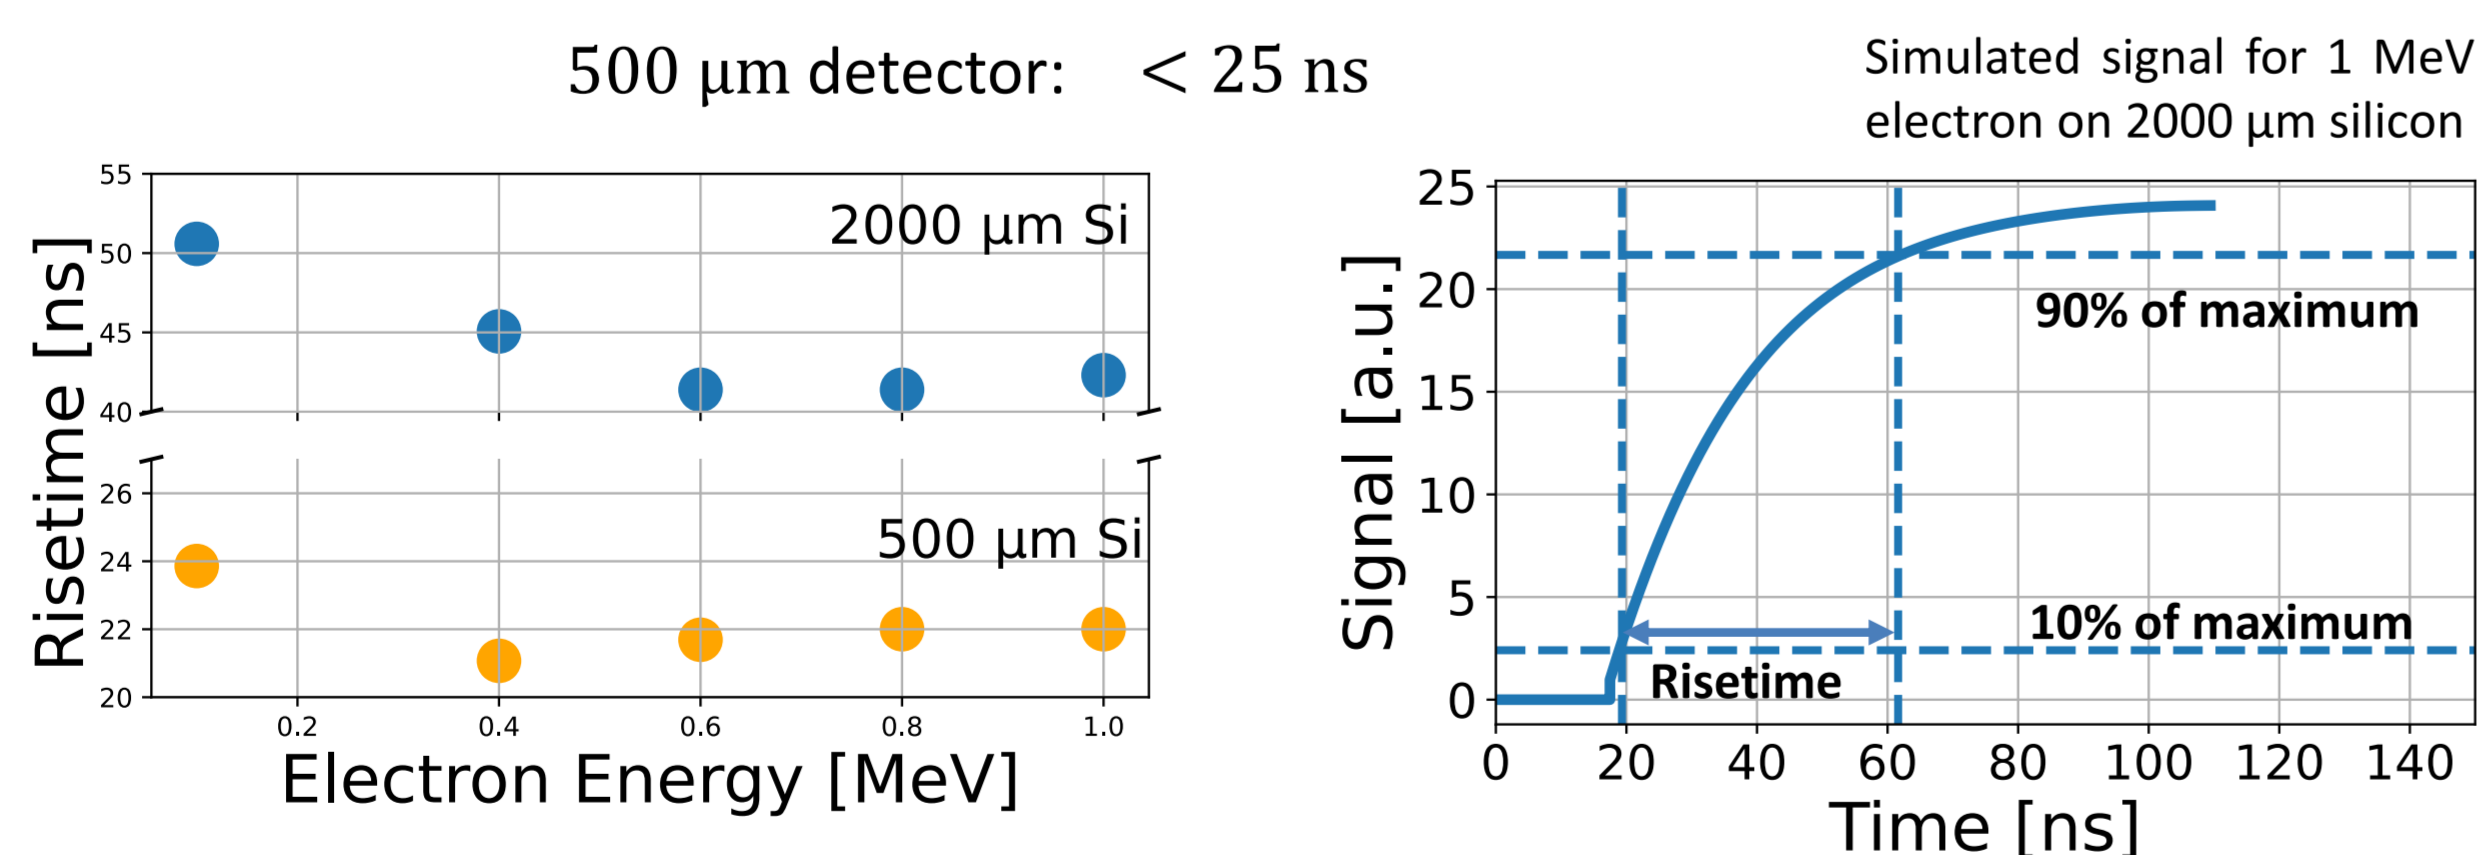 500 μm detector: < 25 ns
Simulated signal for 1 MeV
electron on 2000 μm silicon
Risetime [ns]
55
50
45
40
2000 μm Si
26
24
22
20
500 μm Si
0.2 0.4 0.6 0.8 1.0
Electron Energy [MeV]
Signal [a.u.]
25
20
15
10
5
0
90% of maximum
10% of maximum
Risetime
0 20 40 60 80 100 120 140
Time [ns]